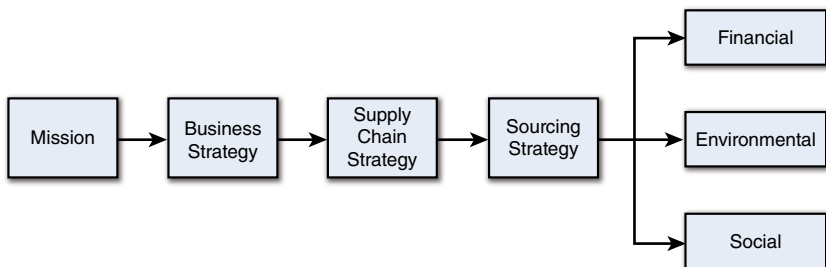 Mission
Business
Strategy
Supply
Chain
Strategy
Sourcing
Strategy
Financial
Environmental
Social